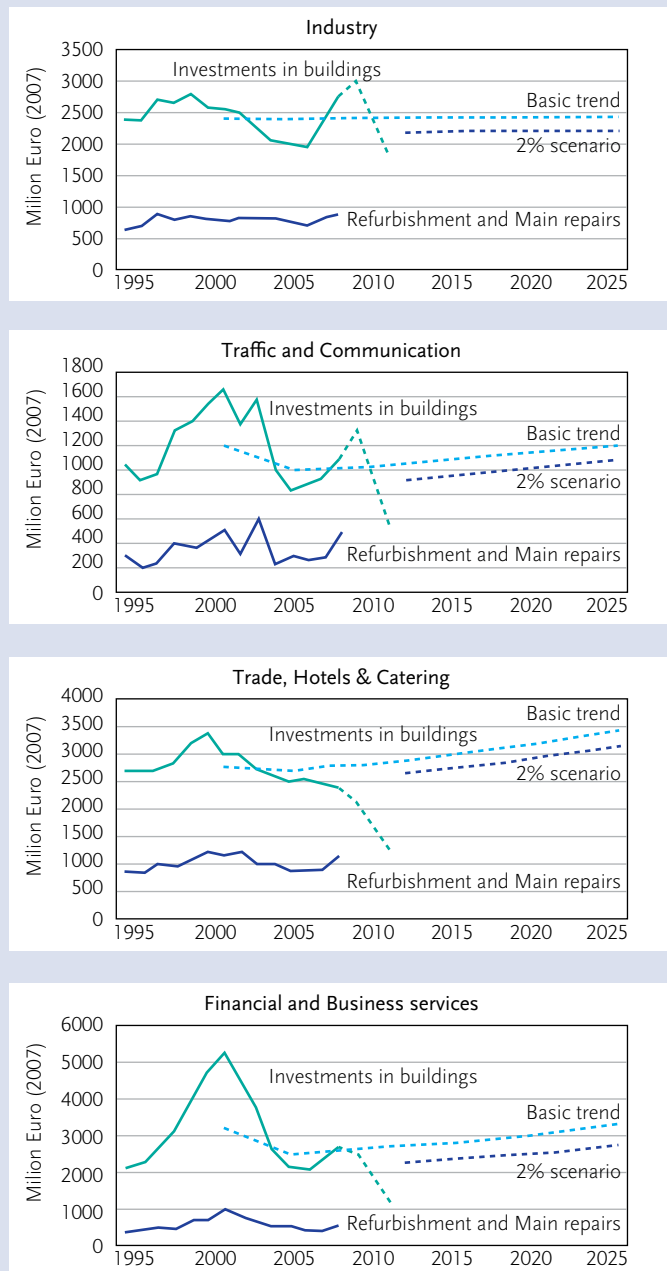 Industry
Milion Euro (2007)
3500
3000
2500
2000
1500
1000
500
0
Investments in buildings
Basic trend
2% scenario
Refurbishment and Main repairs
1995 2000 2005 2010 2015 2020 2025
Traffic and Communication
Milion Euro (2007)
1800
1600
1400
1200
1000
800
600
400
200
0
Investments in buildings
Basic trend
2% scenario
Refurbishment and Main repairs
1995 2000 2005 2010 2015 2020 2025
Trade, Hotels & Catering
Milion Euro (2007)
4000
3500
3000
2500
2000
1500
1000
500
0
Basic trend
Investments in buildings
2% scenario
Refurbishment and Main repairs
1995 2000 2005 2010 2015 2020 2025
Financial and Business services
Milion Euro (2007)
6000
5000
4000
3000
2000
1000
0
Investments in buildings
Basic trend
2% scenario
Refurbishment and Main repairs
1995 2000 2005 2010 2015 2020 2025